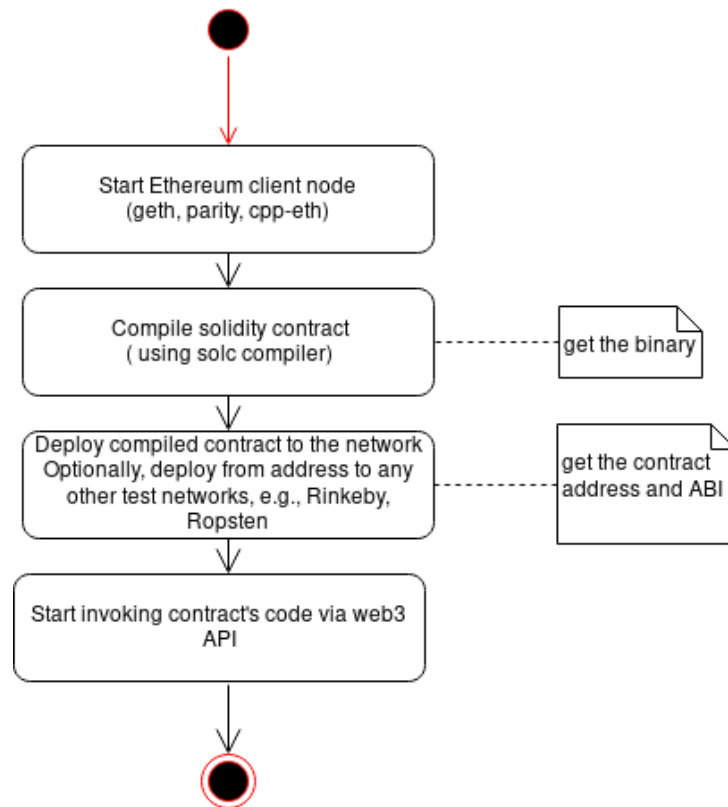 Start Ethereum client node
(geth, parity, cpp-eth)
Compile solidity contract
( using solc compiler)
get the binary
Deploy compiled contract to the network
Optionally, deploy from address to any
other test networks, e.g., Rinkeby,
Ropsten
get the contract
address and ABI
Start invoking contract's code via web3
API